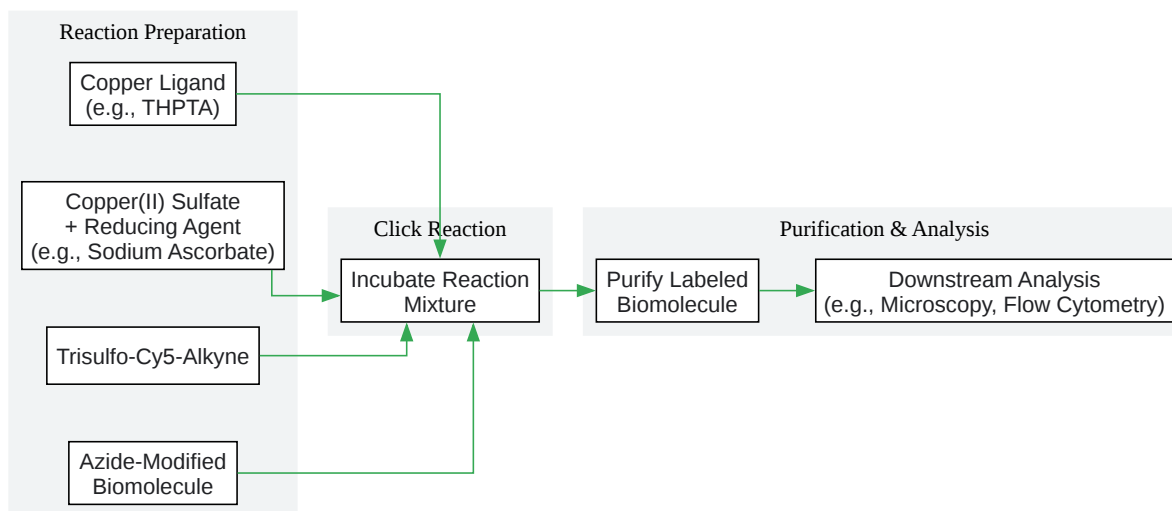 Reaction Preparation
Copper Ligand
(e.g., THPTA)
Copper(II) Sulfate
+ Reducing Agent
(e.g., Sodium Ascorbate)
Trisulfo-Cy5-Alkyne
Azide-Modified
Biomolecule
Click Reaction
Incubate Reaction
Mixture
Purification & Analysis
Purify Labeled
Biomolecule
Downstream Analysis
(e.g., Microscopy, Flow Cytometry)